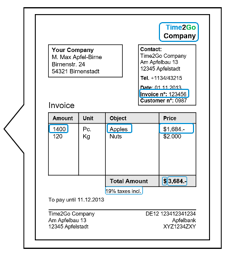 Time2Go
Company
Your Company
M. Max Apfel-Birne
Birnenstr. 24
54321 Birnenstadt
Contact:
Time2Go Company
Am Apfelbau 13
12345 Apfelstadt
Tel. +1134/43215
Date: 01.11.2013
Invoice n°: 123456
Customer n°: 0987
Invoice
Amount Unit Object Price
1400 Pc. Apples $1,684.-
120 Kg Nuts $2.000
Total Amount $3,684.-
19% taxes incl.
To pay until 11.12.2013
Time2Go Company DE12 123412341234
Am Apfelbau 13 Apfelbank
12345 Apfelstadt XYZ1234ZXY